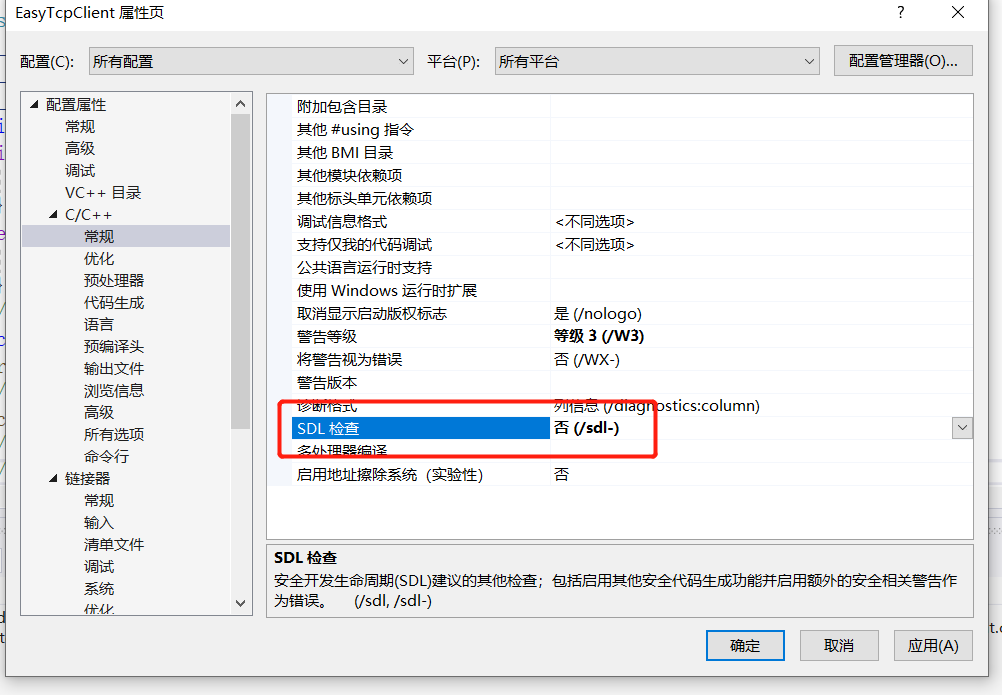 EasyTcpClient 属性页
?
配置(C):
所有配置
平台(P):
所有平台
配置管理器(O)...
配置属性
常规
高级
调试
VC++ 目录
C/C++
常规
优化
预处理器
代码生成
语言
预编译头
输出文件
浏览信息
高级
所有选项
命令行
链接器
常规
输入
清单文件
调试
系统
优化
附加包含目录
其他 #using 指令
其他 BMI 目录
其他模块依赖项
其他标头单元依赖项
调试信息格式 <不同选项>
支持仅我的代码调试 <不同选项>
公共语言运行时支持
使用 Windows 运行时扩展
取消显示启动版权标志 是 (/nologo)
警告等级 等级 3 (/W3)
将警告视为错误 否 (/WX-)
警告版本
诊断格式 列信息 (/diagnostics:column)
SDL 检查 否 (/sdl-)
多处理器编译
启用地址擦除系统（实验性） 否
SDL 检查
安全开发生命周期(SDL)建议的其他检查；包括启用其他安全代码生成功能并启用额外的安全相关警告作
为错误。 (/sdl, /sdl-)
确定
取消
应用(A)